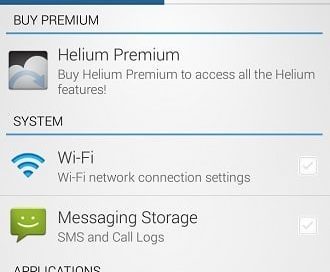 BUY PREMIUM
Helium Premium
Buy Helium Premium to access all the Helium
features!
SYSTEM
Wi-Fi
Wi-Fi network connection settings
Messaging Storage
SMS and Call Logs
APPLICATIONS